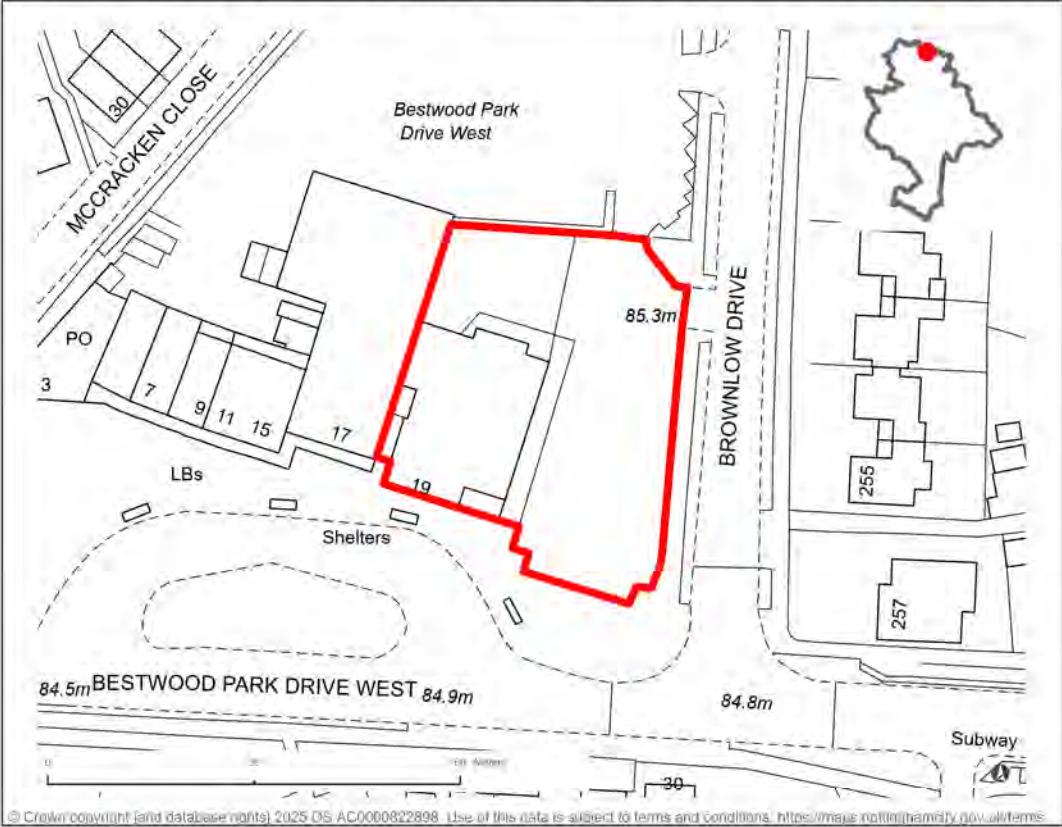 30
MCCRACKEN CLOSE
Bestwood Park
Drive West
85.3m
BROWNLOW DRIVE
PO
3
7
9
11
15
17
19
LBs
Shelters
255
257
84.5m
BESTWOOD PARK DRIVE WEST
84.9m
84.8m
Subway
0
60
30
© Crown copyright and database rights 2025 OS AC0000822898. Use of this data is subject to terms and conditions.